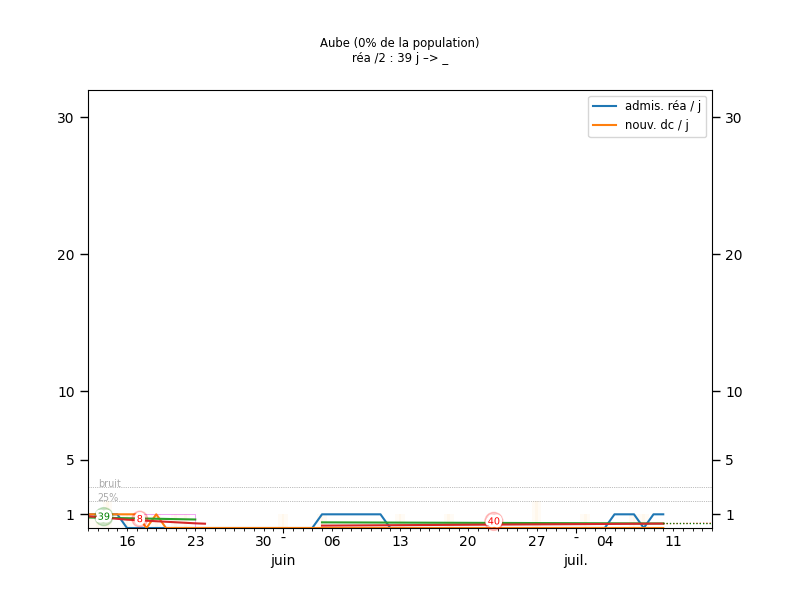 Aube (0% de la population)
réa /2 : 39 j –> _
admis. réa / j
nouv. dc / j
30 30
20 20
10 10
5 5
1 1
bruit
25%
39 8 40
16 23 30 - 06 13 20 27 - 04 11
juin juil.